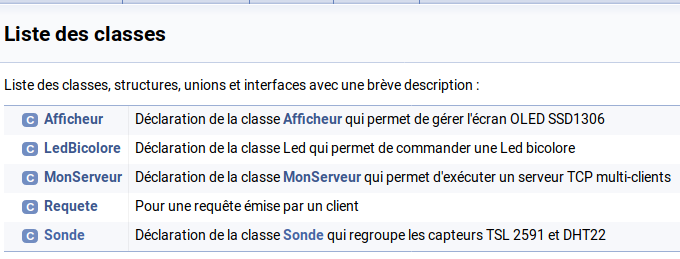 Liste des classes
Liste des classes, structures, unions et interfaces avec une brève description :
C Afficheur Déclaration de la classe Afficheur qui permet de gérer l'écran OLED SSD1306
C LedBicolore Déclaration de la classe Led qui permet de commander une Led bicolore
C MonServeur Déclaration de la classe MonServeur qui permet d'exécuter un serveur TCP multi-clients
C Requete Pour une requête émise par un client
C Sonde Déclaration de la classe Sonde qui regroupe les capteurs TSL 2591 et DHT22